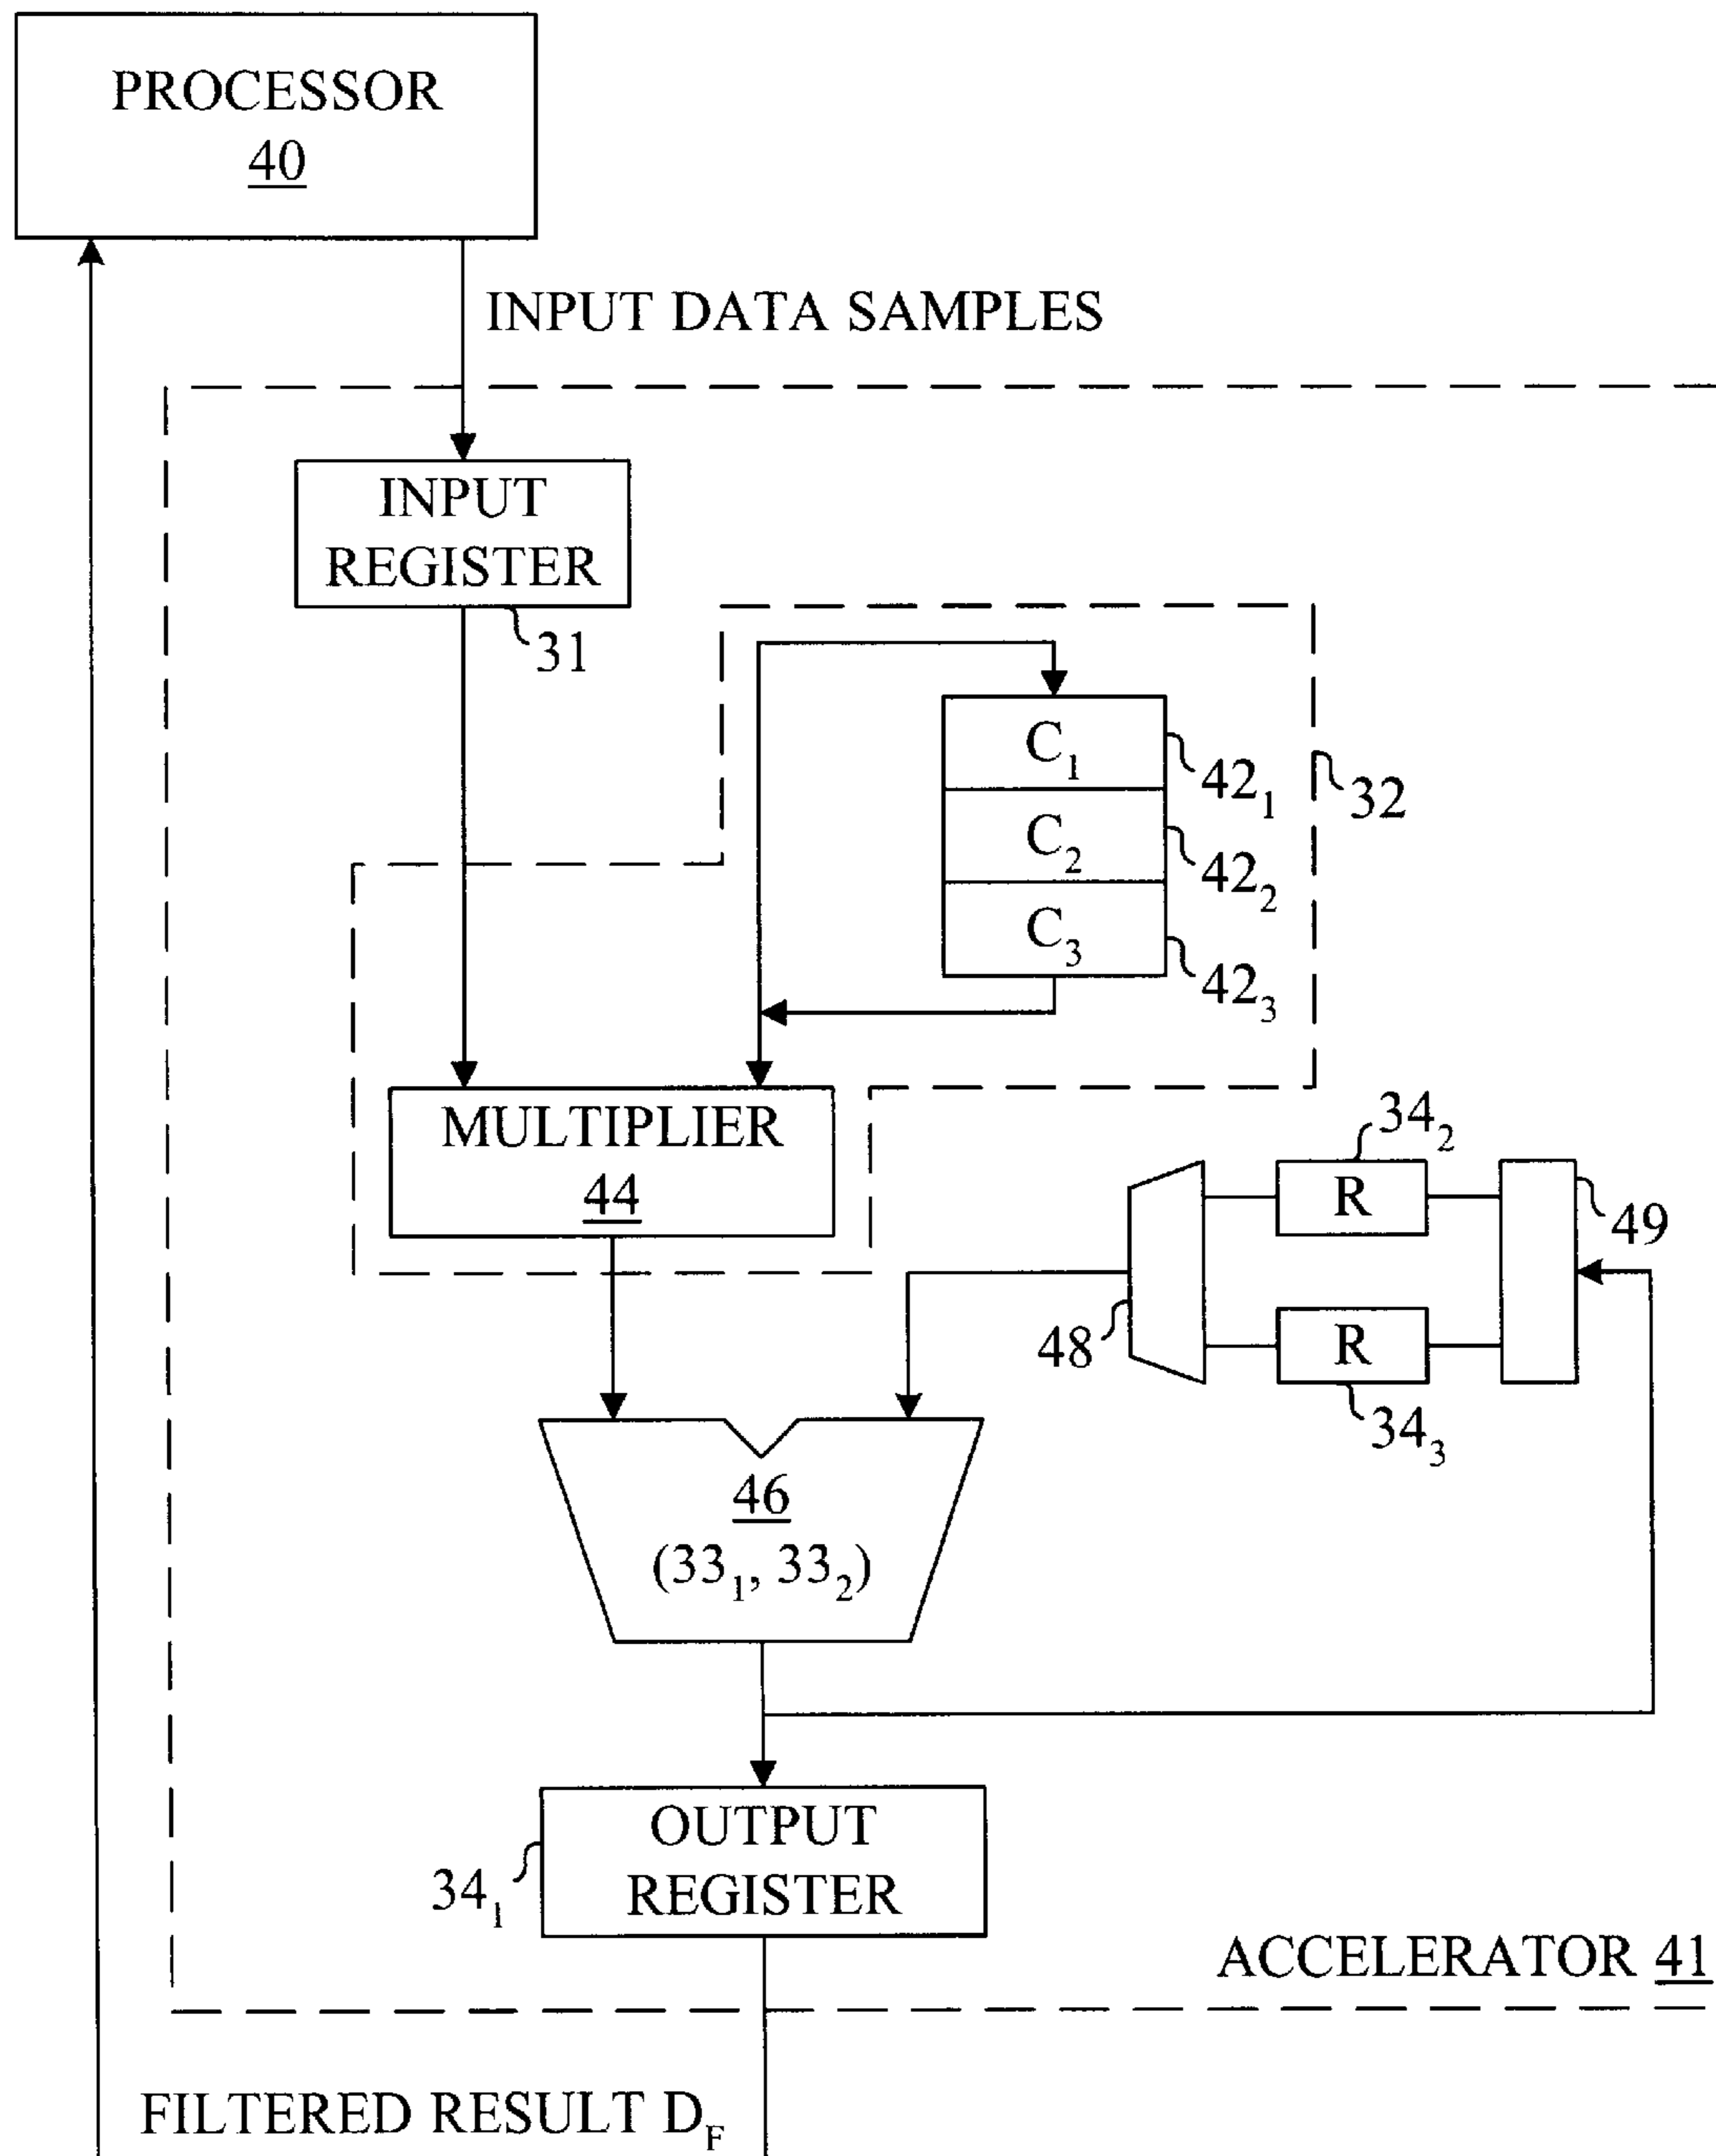 PROCESSOR
40
INPUT DATA SAMPLES
INPUT
REGISTER
31
C₁
42₁
32
C₂
42₂
C₃
42₃
MULTIPLIER
44
34₂
R
49
48
R
34₃
46
(33₁, 33₂)
OUTPUT
REGISTER
34₁
ACCELERATOR 41
FILTERED RESULT D_F